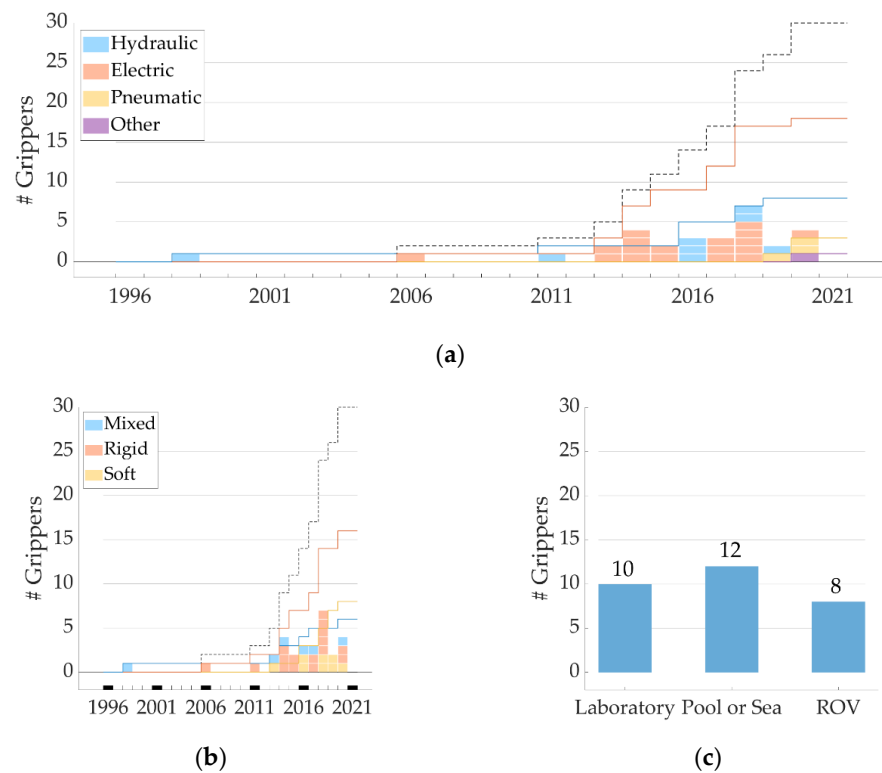 30
25
20
15
10
5
0
# Grippers
Hydraulic
Electric
Pneumatic
Other
1996 2001 2006 2011 2016 2021
(a)
30
25
20
15
10
5
0
# Grippers
Mixed
Rigid
Soft
1996 2001 2006 2011 2016 2021
(b)
30
25
20
15
10
5
0
# Grippers
10 12 8
Laboratory Pool or Sea ROV
(c)